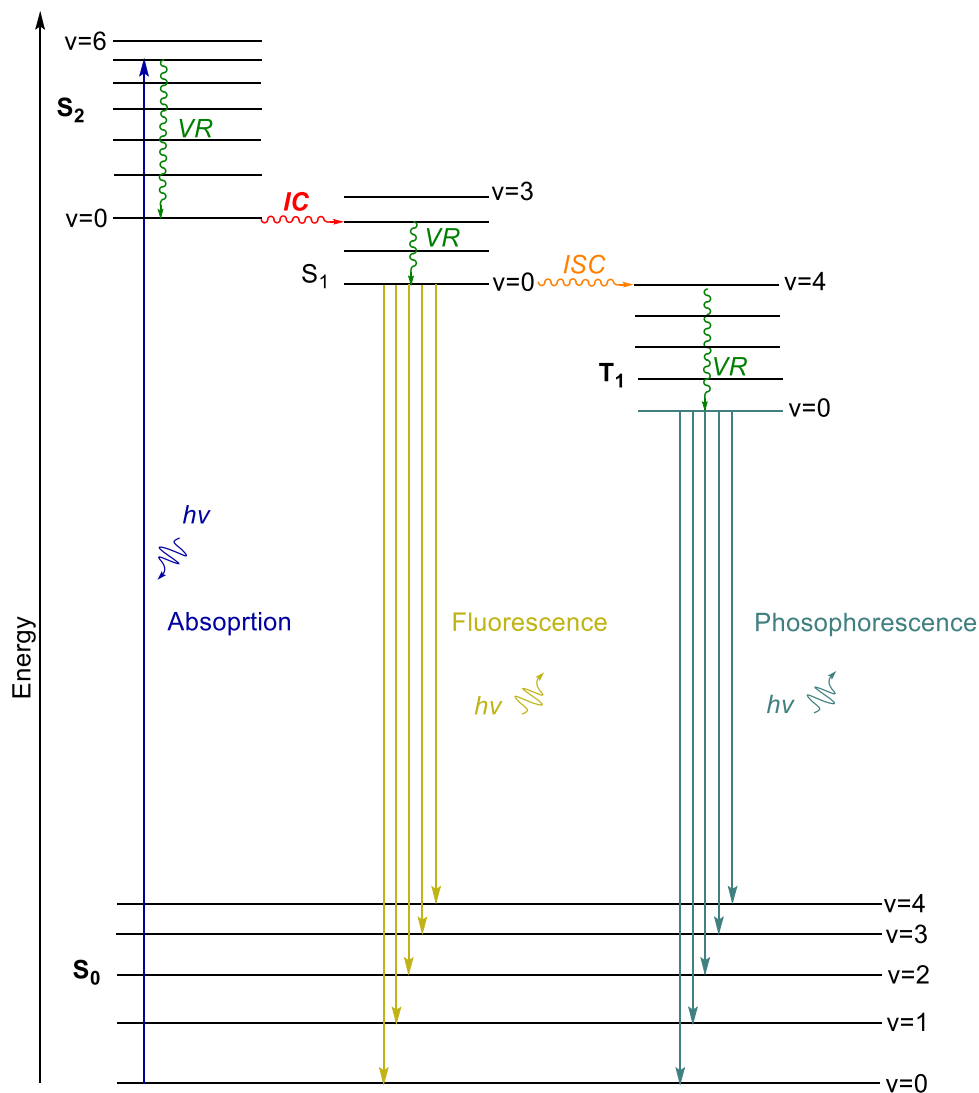 v=6
S2
VR
v=0
IC
v=3
VR
S1
v=0
ISC
v=4
T1
VR
v=0
hv
Absoprtion
Fluorescence
Phosophorescence
Energy
hv
hv
v=4
v=3
S0
v=2
v=1
v=0